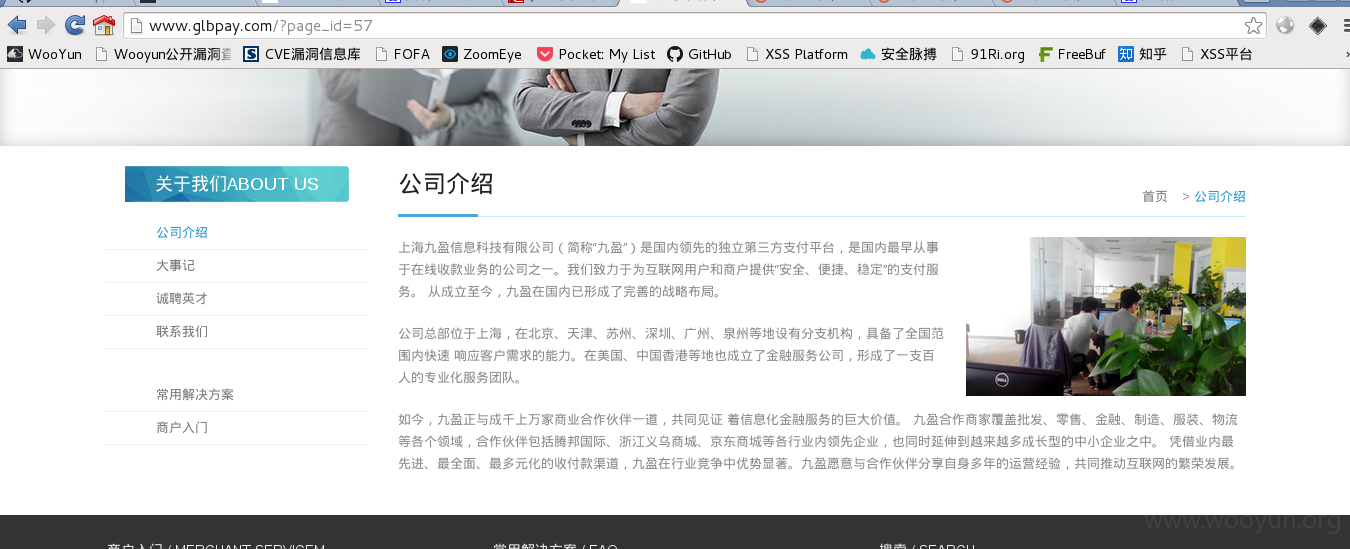 www.glbpay.com/?page_id=57
WooYun
Wooyun公开漏洞查
CVE漏洞信息库
FOFA
ZoomEye
Pocket: My List
GitHub
XSS Platform
安全脉搏
91Ri.org
FreeBuf
知乎
XSS平台
关于我们ABOUT US
公司介绍
大事记
诚聘英才
联系我们
常用解决方案
商户入门
公司介绍
首页 > 公司介绍
上海九盈信息科技有限公司（简称“九盈”）是国内领先的独立第三方支付平台，是国内最早从事
于在线收款业务的公司之一。我们致力于为互联网用户和商户提供“安全、便捷、稳定”的支付服
务。 从成立至今，九盈在国内已形成了完善的战略布局。
公司总部位于上海，在北京、天津、苏州、深圳、广州、泉州等地设有分支机构，具备了全国范
围内快速 响应客户需求的能力。在美国、中国香港等地也成立了金融服务公司，形成了一支百
人的专业化服务团队。
DELL
如今，九盈正与成千上万家商业合作伙伴一道，共同见证 着信息化金融服务的巨大价值。 九盈合作商家覆盖批发、零售、金融、制造、服装、物流
等各个领域，合作伙伴包括腾邦国际、浙江义乌商城、京东商城等各行业内领先企业，也同时延伸到越来越多成长型的中小企业之中。 凭借业内最
先进、最全面、最多元化的收付款渠道，九盈在行业竞争中优势显著。九盈愿意与合作伙伴分享自身多年的运营经验，共同推动互联网的繁荣发展。
www.wooyun.org
商户入门 / MERCHANT SERVICEM
常用解决方案 / FAQ
搜索 / SEARCH